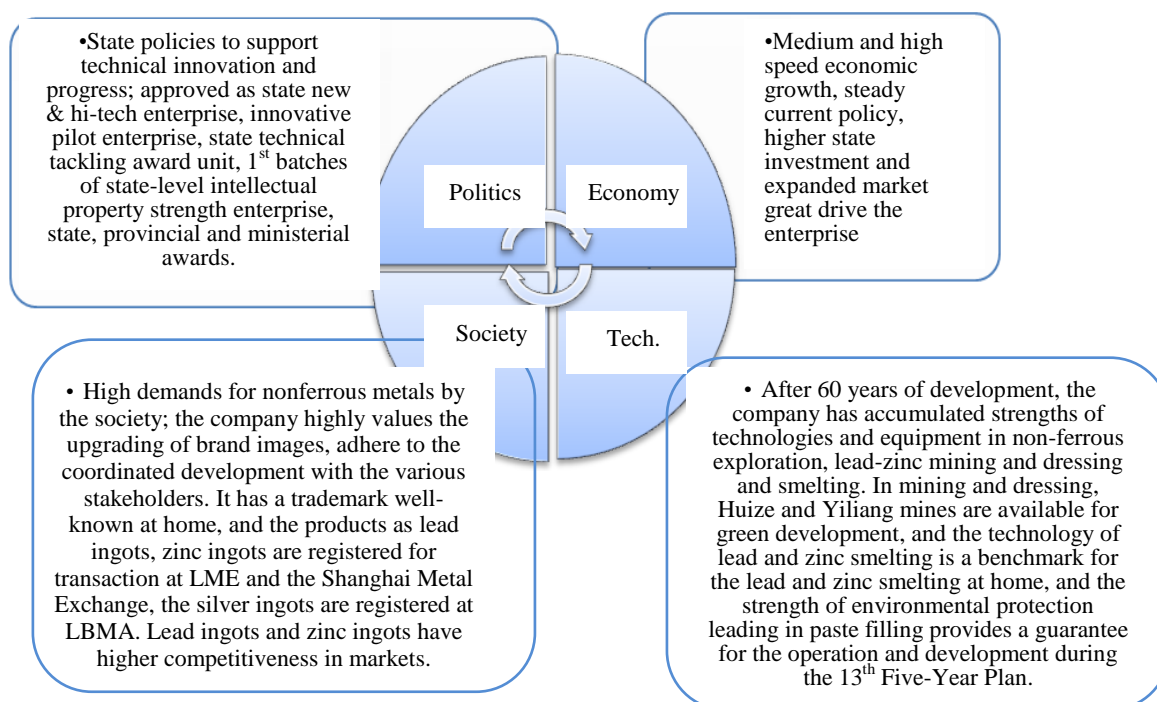 •State policies to support
technical innovation and
progress; approved as state new
& hi-tech enterprise, innovative
pilot enterprise, state technical
tackling award unit, 1st batches
of state-level intellectual
property strength enterprise,
state, provincial and ministerial
awards.
•Medium and high
speed economic
growth, steady
current policy,
higher state
investment and
expanded market
great drive the
enterprise
Politics
Economy
Society
Tech.
• High demands for nonferrous metals by
the society; the company highly values the
upgrading of brand images, adhere to the
coordinated development with the various
stakeholders. It has a trademark well-
known at home, and the products as lead
ingots, zinc ingots are registered for
transaction at LME and the Shanghai Metal
Exchange, the silver ingots are registered at
LBMA. Lead ingots and zinc ingots have
higher competitiveness in markets.
• After 60 years of development, the
company has accumulated strengths of
technologies and equipment in non-ferrous
exploration, lead-zinc mining and dressing
and smelting. In mining and dressing,
Huize and Yiliang mines are available for
green development, and the technology of
lead and zinc smelting is a benchmark for
the lead and zinc smelting at home, and the
strength of environmental protection
leading in paste filling provides a guarantee
for the operation and development during
the 13th Five-Year Plan.